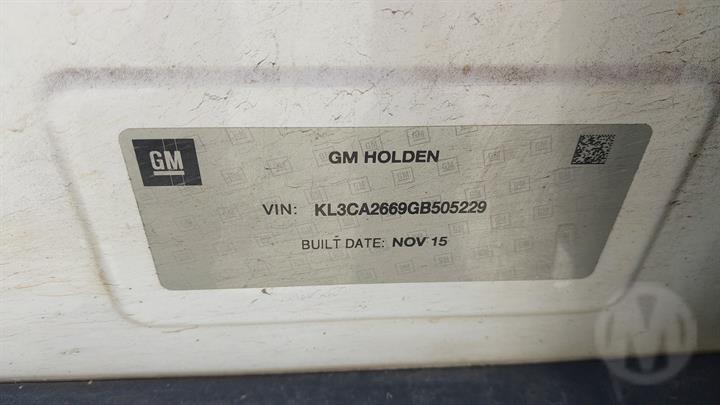 GM
GM HOLDEN
VIN: KL3CA2669GB505229
BUILT DATE: NOV 15
M